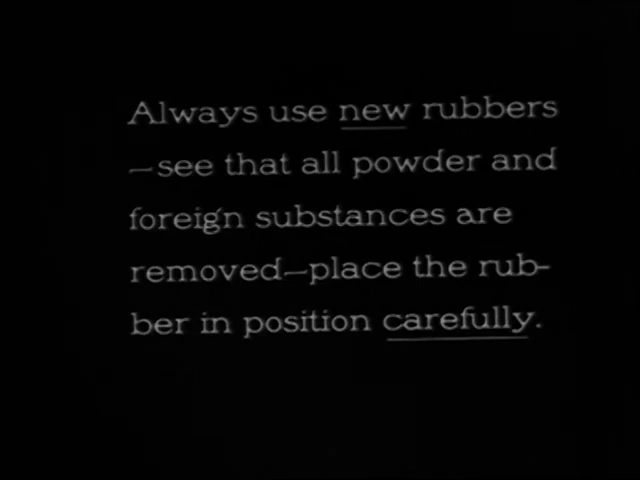 Always use new rubbers
—see that all powder and
foreign substances are
removed—place the rub-
ber in position carefully.